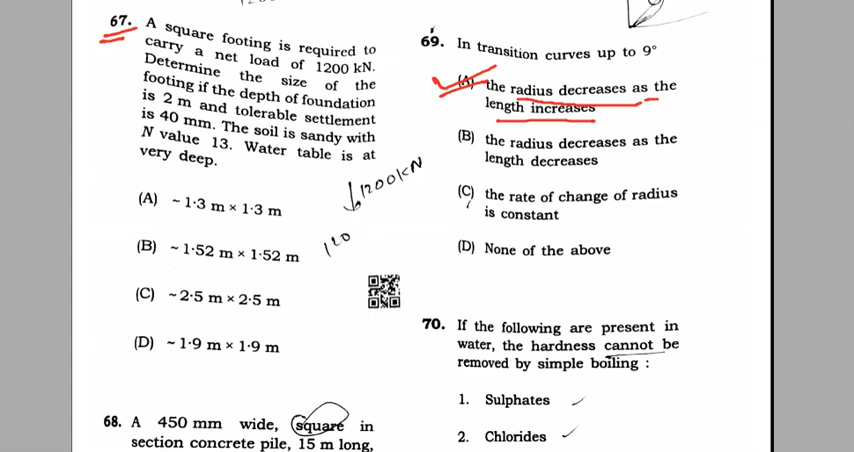 67. A square footing is required to
carry a net load of 1200 kN.
Determine the size of the
footing if the depth of foundation
is 2 m and tolerable settlement
is 40 mm. The soil is sandy with
N value 13. Water table is at
very deep.
(A) ~ 1·3 m × 1·3 m
(B) ~ 1·52 m × 1·52 m
(C) ~ 2·5 m × 2·5 m
(D) ~ 1·9 m × 1·9 m
1200kN
120
68. A 450 mm wide, square in
section concrete pile, 15 m long,
69. In transition curves up to 9°
(A) the radius decreases as the
length increases
(B) the radius decreases as the
length decreases
(C) the rate of change of radius
is constant
(D) None of the above
70. If the following are present in
water, the hardness cannot be
removed by simple boiling :
1. Sulphates
2. Chlorides